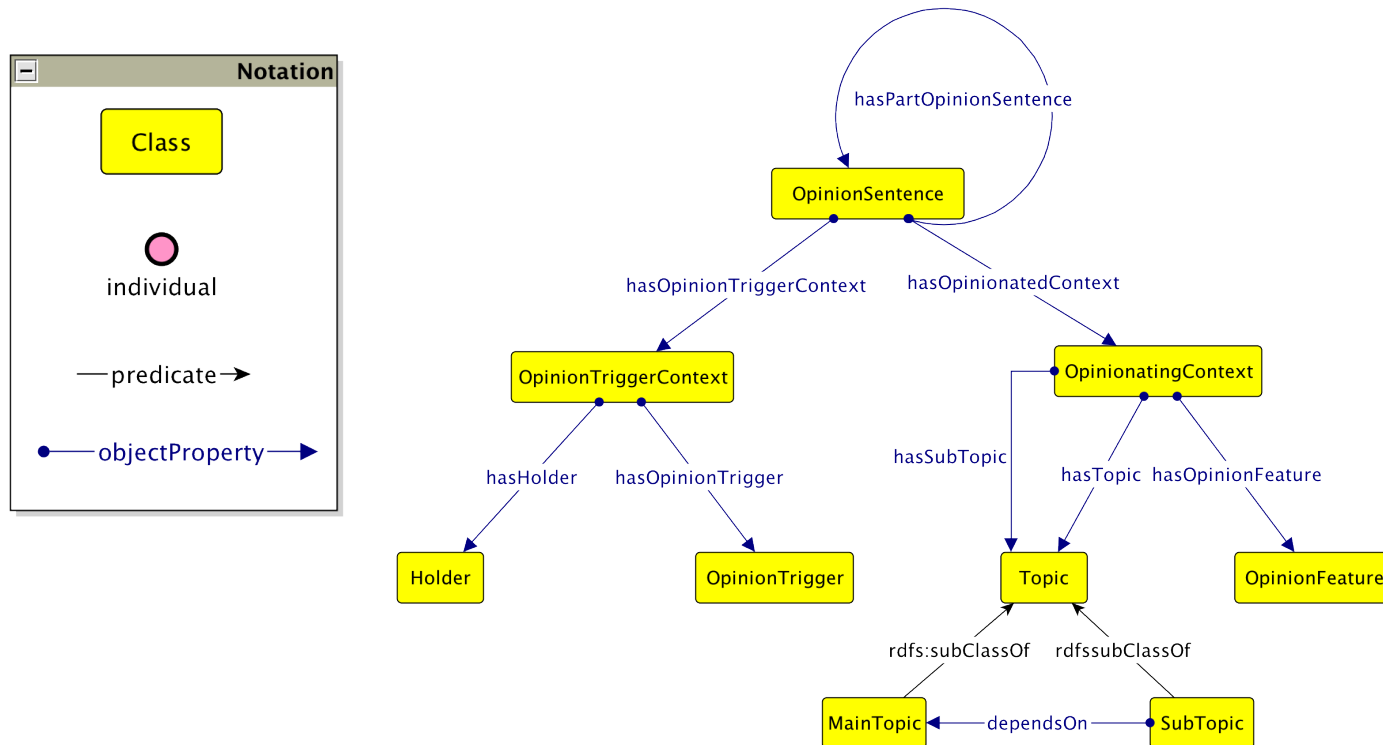 Notation
Class
individual
predicate
objectProperty
hasPartOpinionSentence
OpinionSentence
hasOpinionTriggerContext
hasOpinionatedContext
OpinionTriggerContext
OpinionatingContext
hasHolder
hasOpinionTrigger
hasSubTopic
hasTopic
hasOpinionFeature
Holder
OpinionTrigger
Topic
OpinionFeature
rdfs:subClassOf
rdfssubClassOf
MainTopic
dependsOn
SubTopic